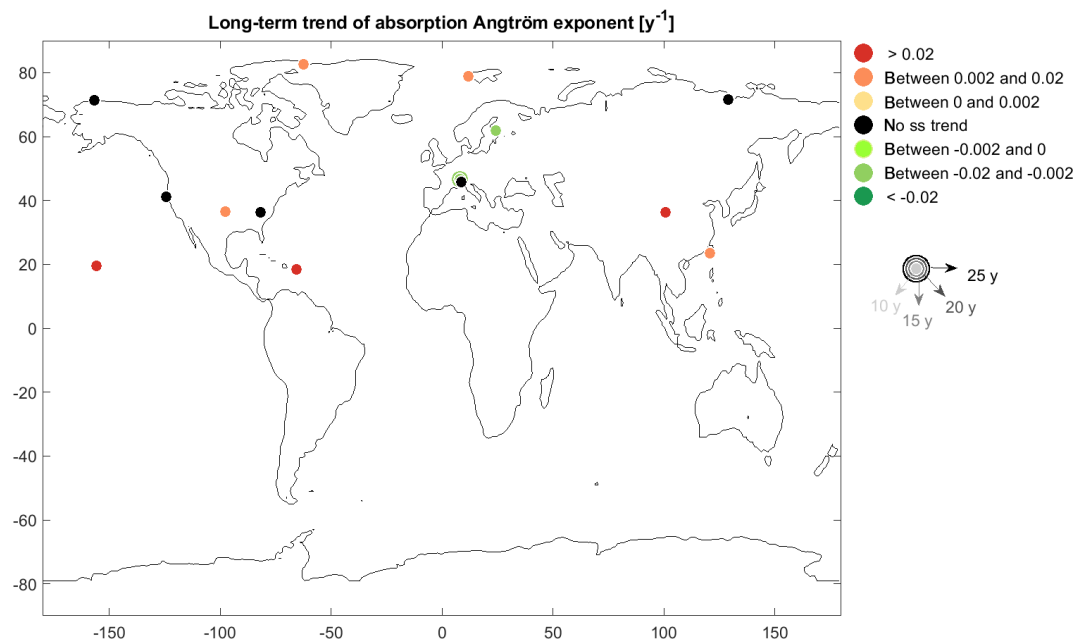 Long-term trend of absorption Angtröm exponent [y-1]
> 0.02
Between 0.002 and 0.02
Between 0 and 0.002
No ss trend
Between -0.002 and 0
Between -0.02 and -0.002
< -0.02
25 y
10 y
20 y
15 y
80
60
40
20
0
-20
-40
-60
-80
-150
-100
-50
0
50
100
150